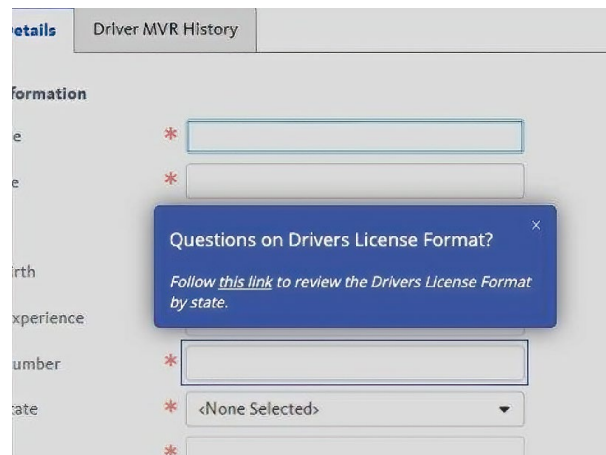 etails
Driver MVR History
formation
e
*
e
*
Questions on Drivers License Format?
×
Follow this link to review the Drivers License Format
by state.
irth
xperience
umber
*
tate
*
<None Selected>
*